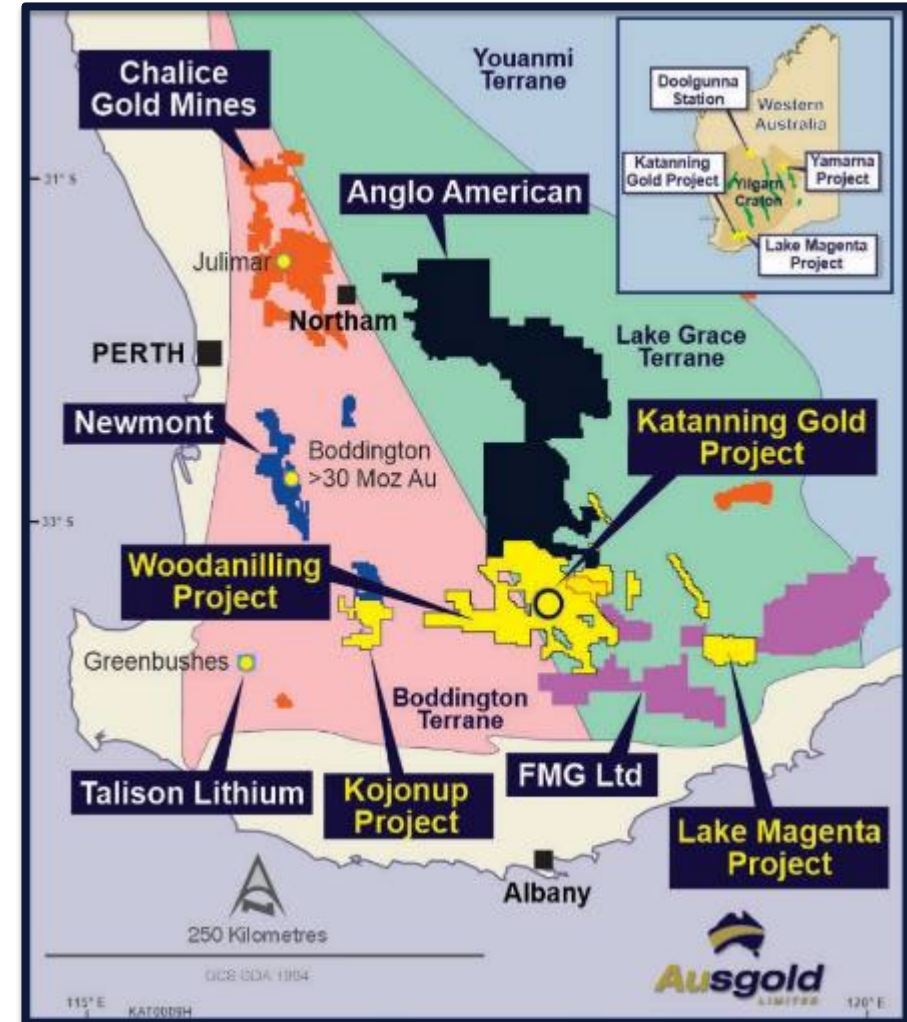 Chalice
Gold Mines
Youanmi
Terrane
Doolgunna
Station
Western
Australia
Katanning
Gold Project
Yilgarn
Craton
Yamarna
Project
Lake Magenta
Project
31° S
Anglo American
Julimar
Northam
PERTH
Lake Grace
Terrane
Newmont
Katanning Gold
Project
Boddington
>30 Moz Au
33° S
Woodanilling
Project
Greenbushes
Boddington
Terrane
Talison Lithium
Kojonup
Project
FMG Ltd
Lake Magenta
Project
Albany
250 Kilometres
GCS GDA 1994
Ausgold
LIMITED
115° E
KAT0009H
120° E